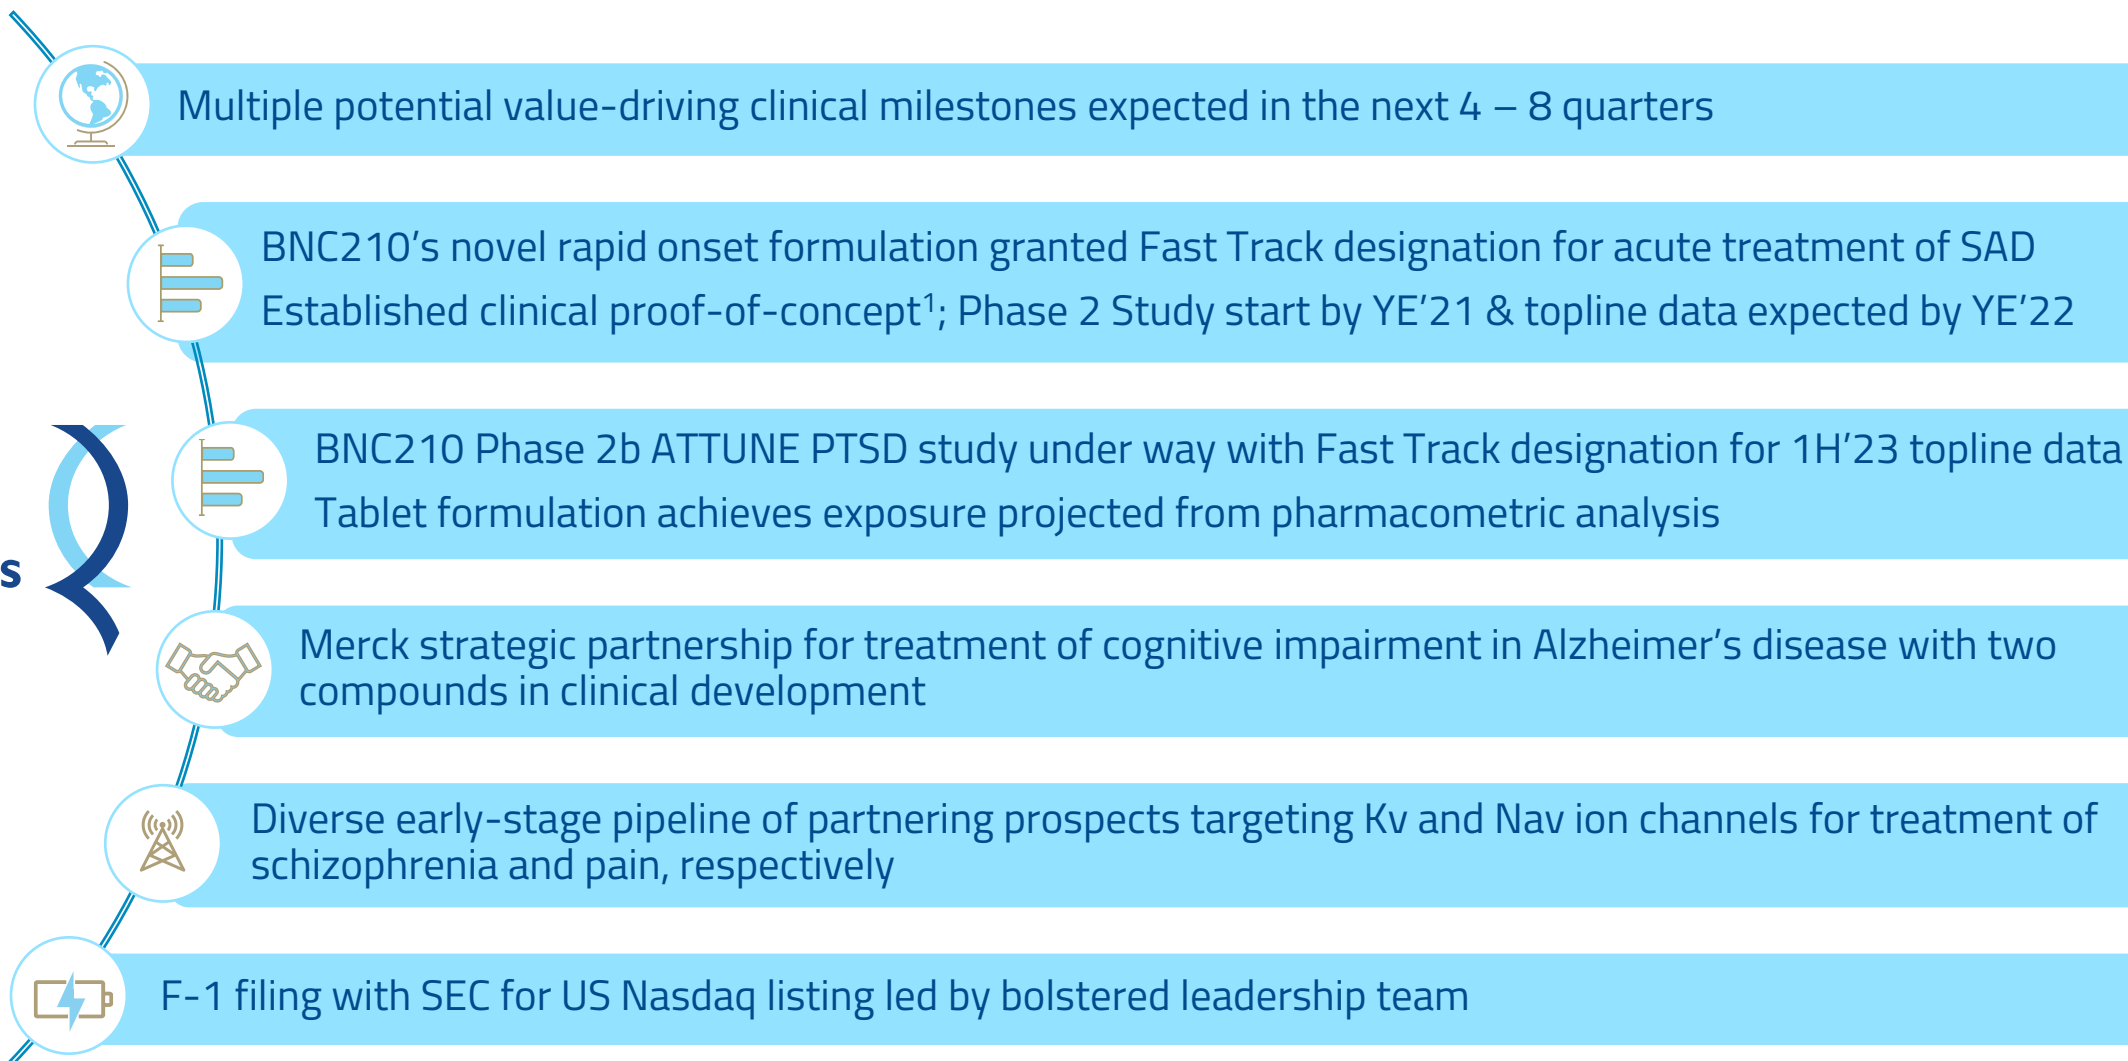 Multiple potential value-driving clinical milestones expected in the next 4 – 8 quarters
BNC210’s novel rapid onset formulation granted Fast Track designation for acute treatment of SAD
Established clinical proof-of-concept¹; Phase 2 Study start by YE’21 & topline data expected by YE’22
BNC210 Phase 2b ATTUNE PTSD study under way with Fast Track designation for 1H’23 topline data
Tablet formulation achieves exposure projected from pharmacometric analysis
s
Merck strategic partnership for treatment of cognitive impairment in Alzheimer’s disease with two
compounds in clinical development
Diverse early-stage pipeline of partnering prospects targeting Kv and Nav ion channels for treatment of
schizophrenia and pain, respectively
F-1 filing with SEC for US Nasdaq listing led by bolstered leadership team